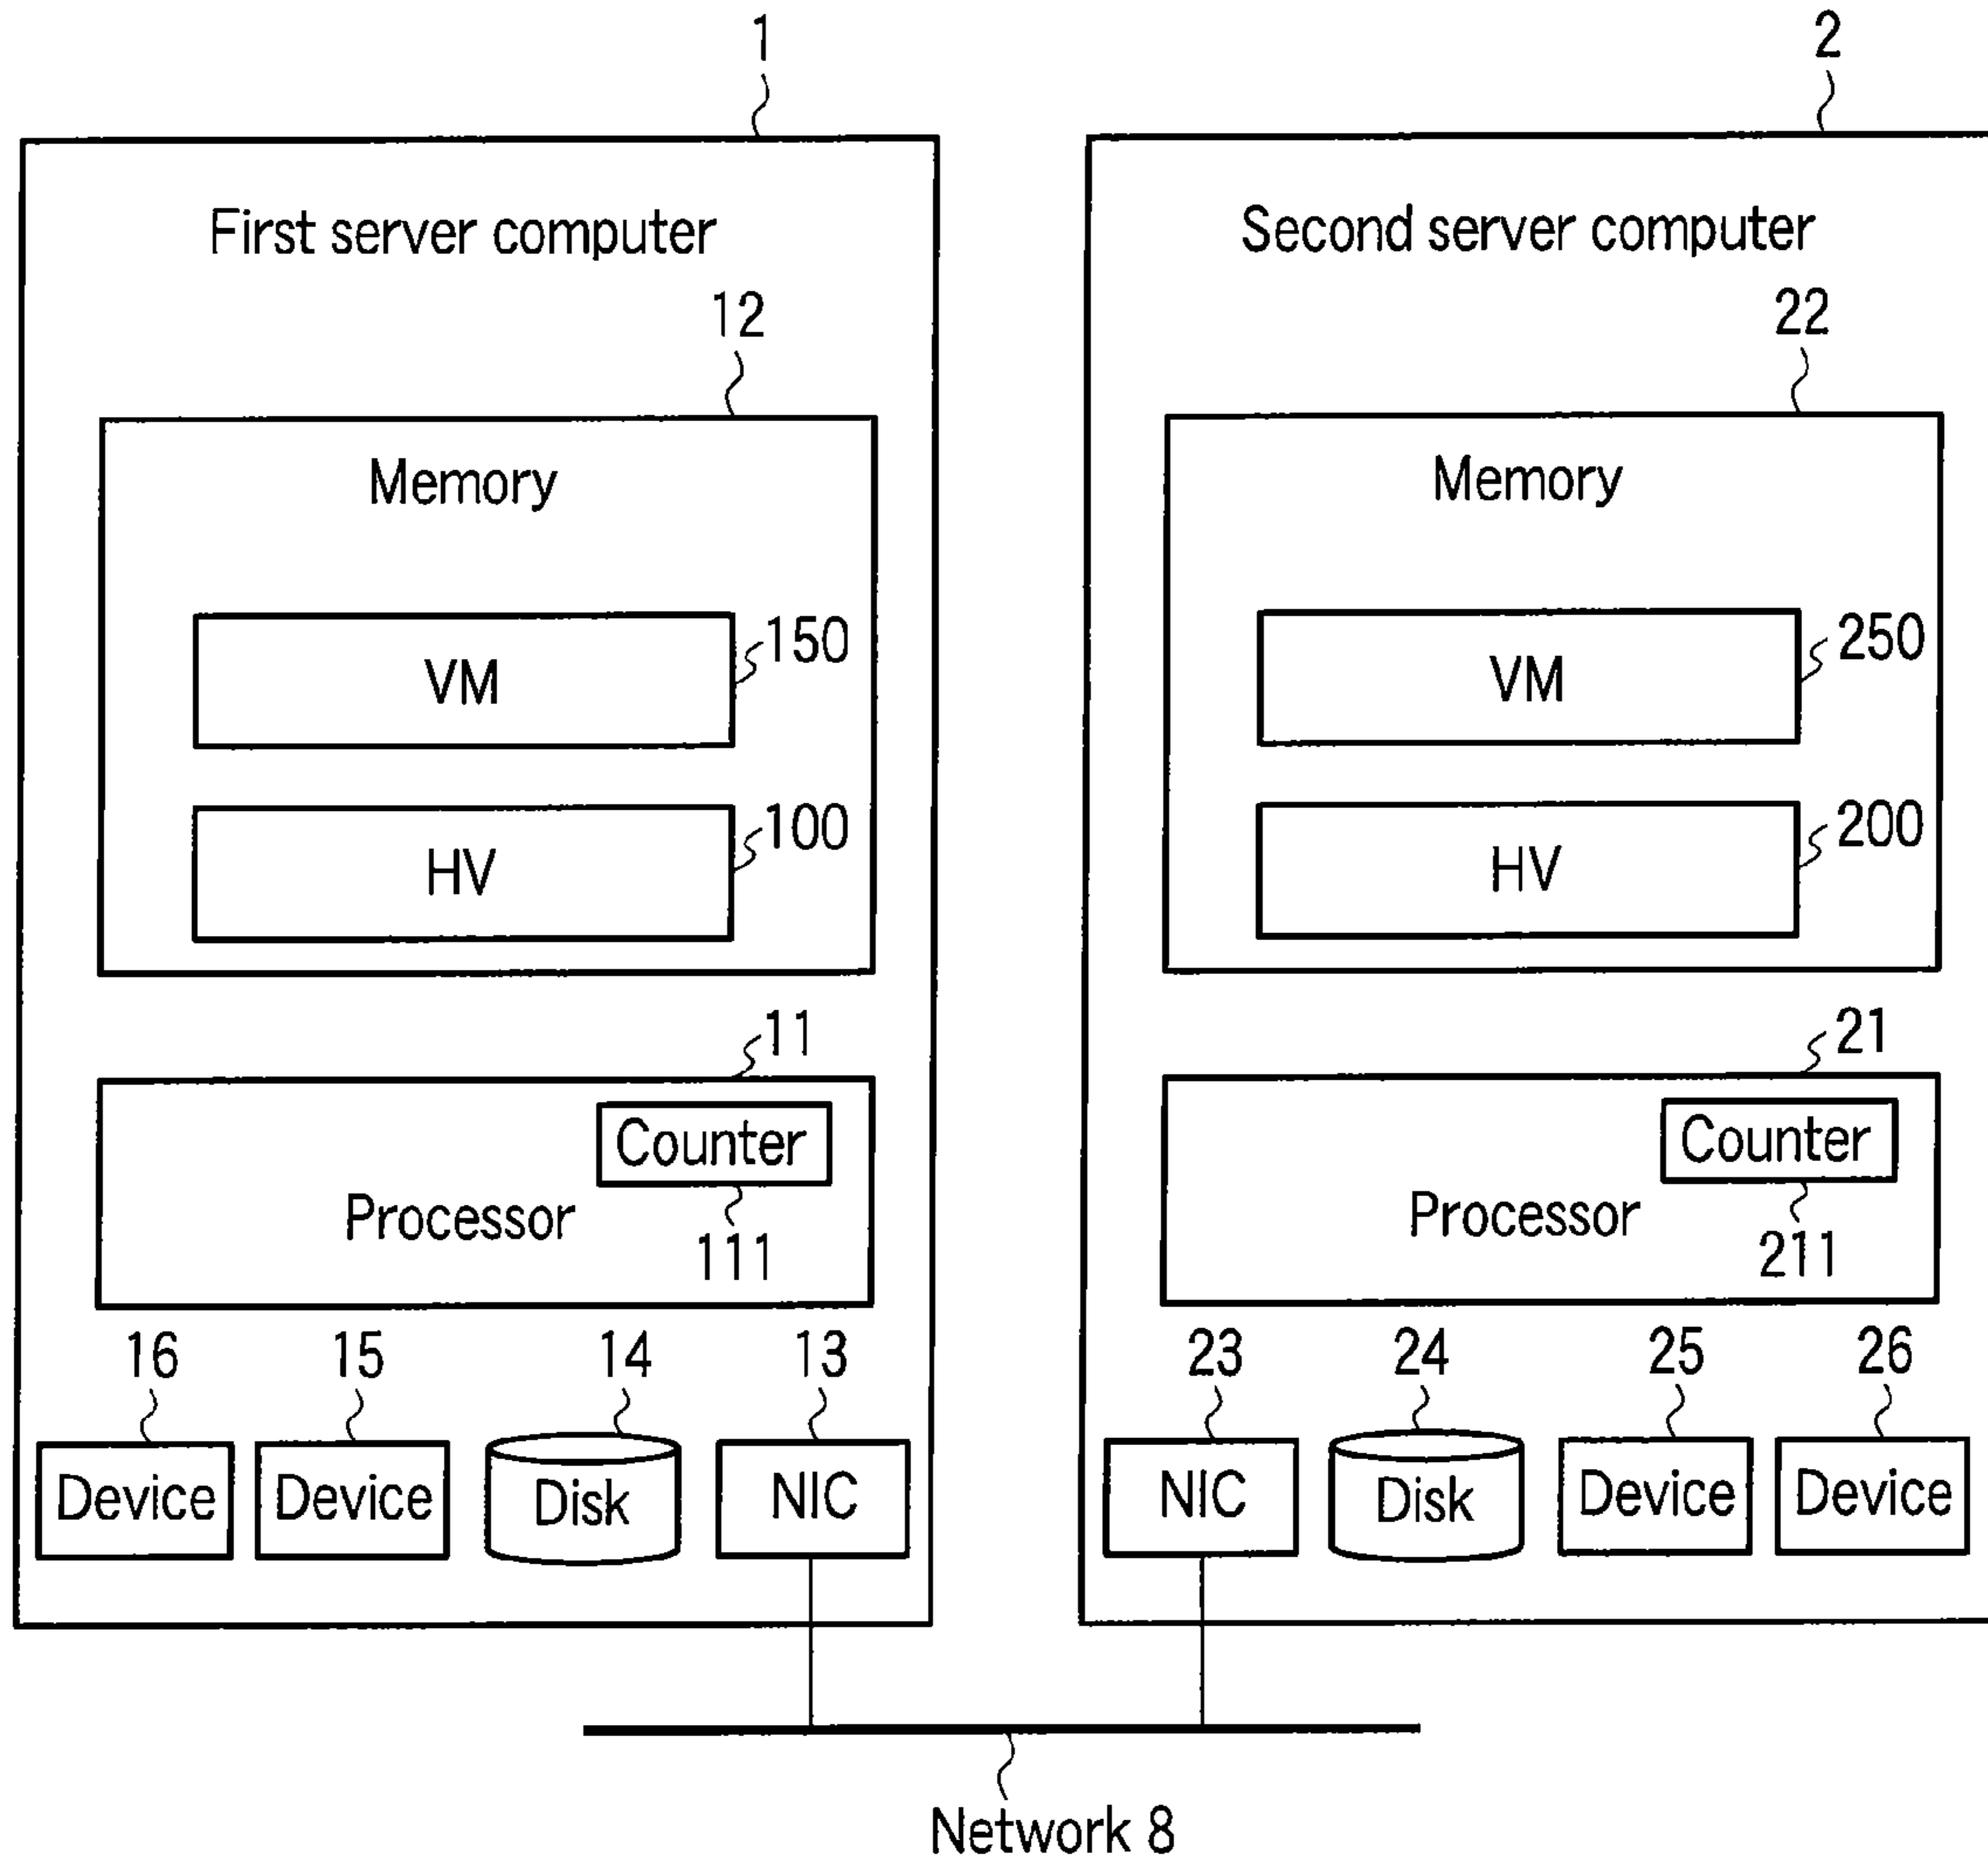 1
First server computer
12
Memory
VM
150
HV
100
11
Counter
Processor
111
16
15
14
13
Device
Device
Disk
NIC
2
Second server computer
22
Memory
VM
250
HV
200
21
Counter
Processor
211
23
24
25
26
NIC
Disk
Device
Device
Network 8